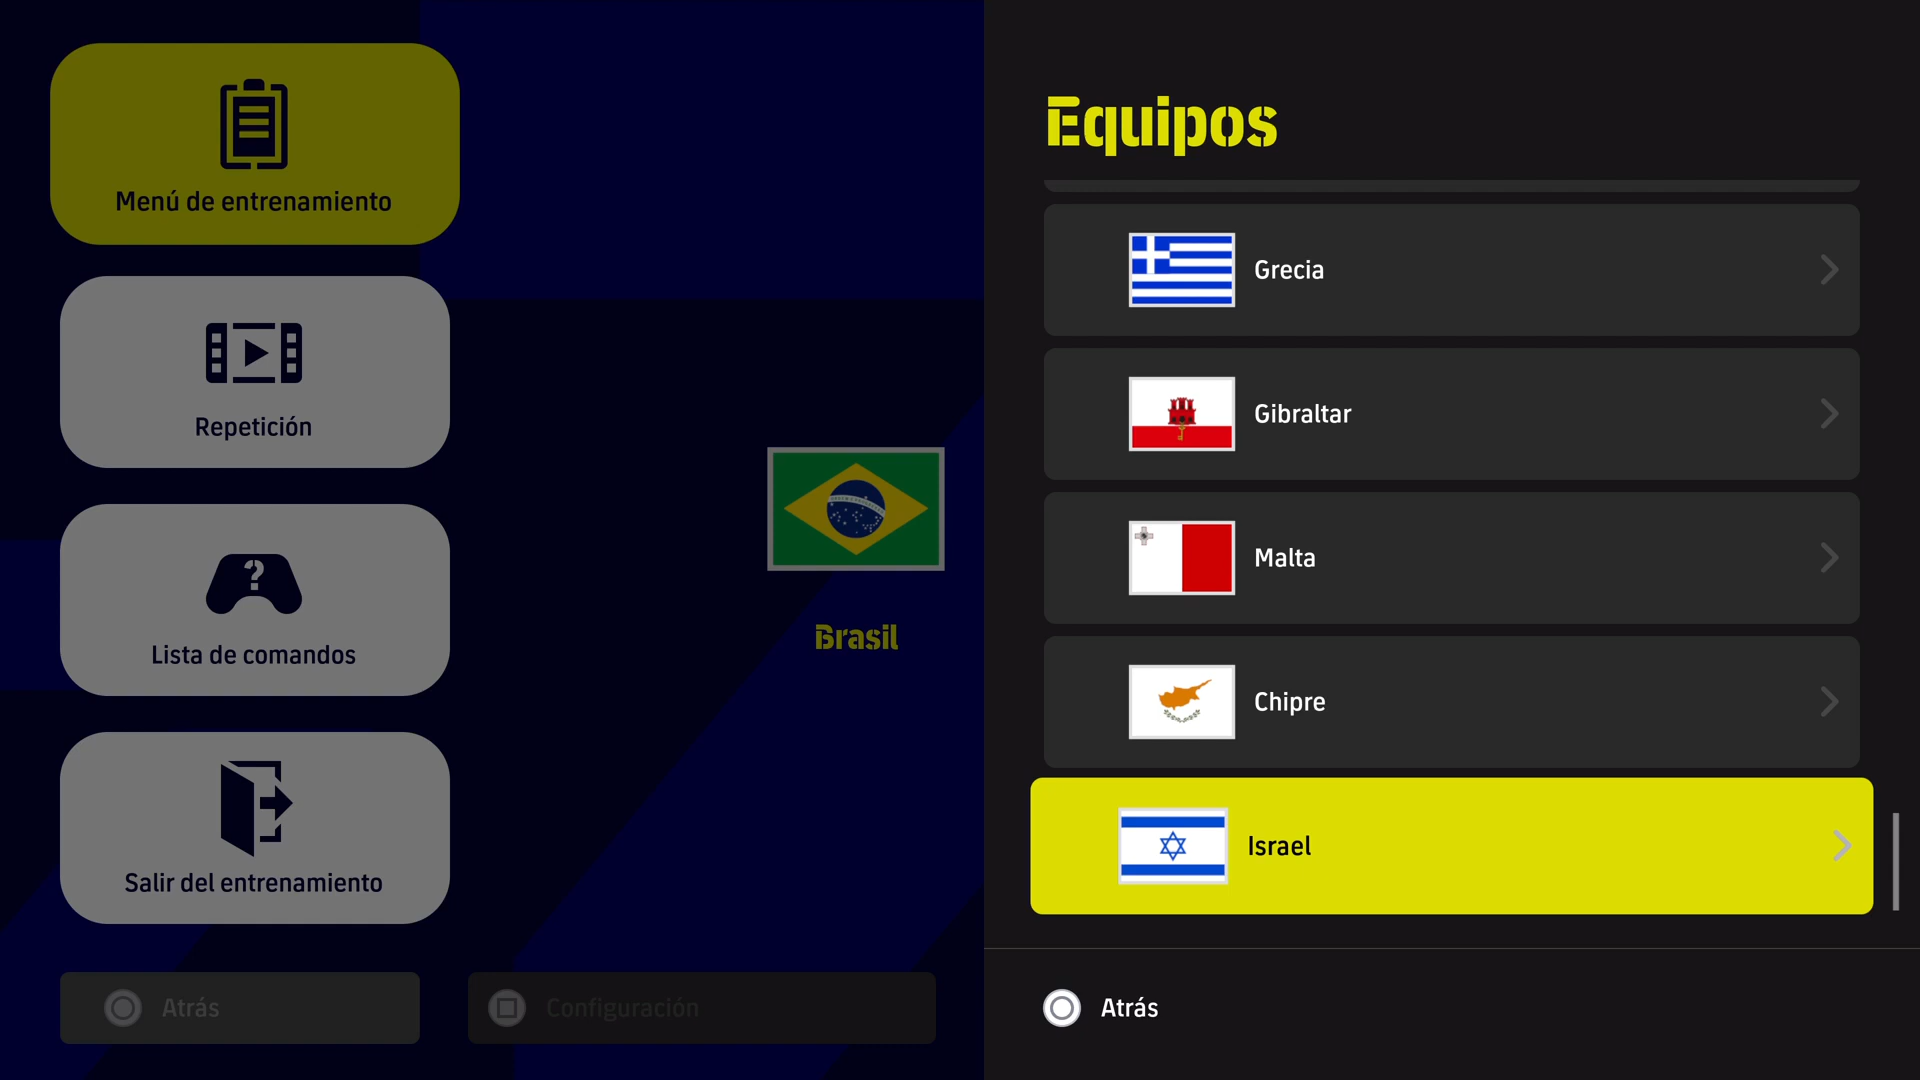 Menú de entrenamiento
Repetición
Lista de comandos
Salir del entrenamiento
Atrás
Configuración
Brasil
Equipos
Grecia
Gibraltar
Malta
Chipre
Israel
Atrás